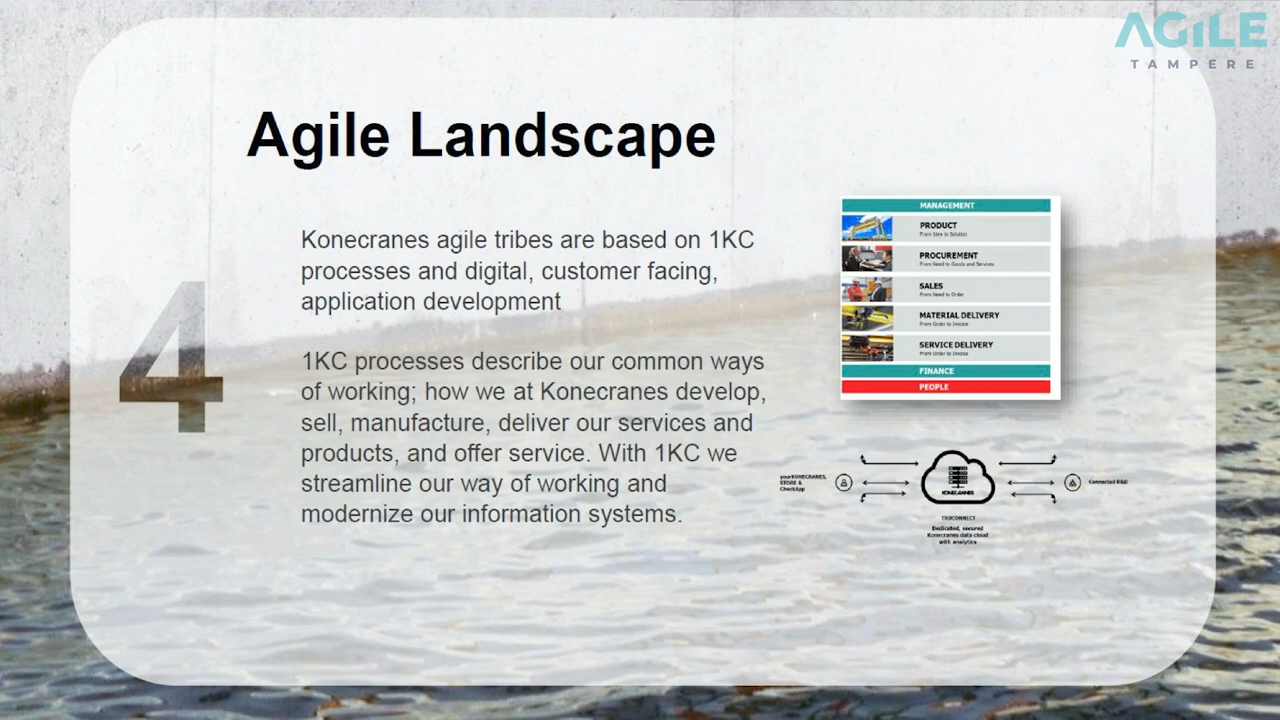 AGiLE
TAMPERE
Agile Landscape
4
Konecranes agile tribes are based on 1KC
processes and digital, customer facing,
application development
1KC processes describe our common ways
of working; how we at Konecranes develop,
sell, manufacture, deliver our services and
products, and offer service. With 1KC we
streamline our way of working and
modernize our information systems.
MANAGEMENT
PRODUCT
From Idea to Solution
PROCUREMENT
From Need to Goods and Services
SALES
From Need to Order
MATERIAL DELIVERY
From Order to Invoice
SERVICE DELIVERY
From Order to Invoice
FINANCE
PEOPLE
yourKONECRANES,
STORE &
CheckApp
KONECRANES
Connected
TRUCONNECT
Dedicated, secured
Konecranes data cloud
with analytics